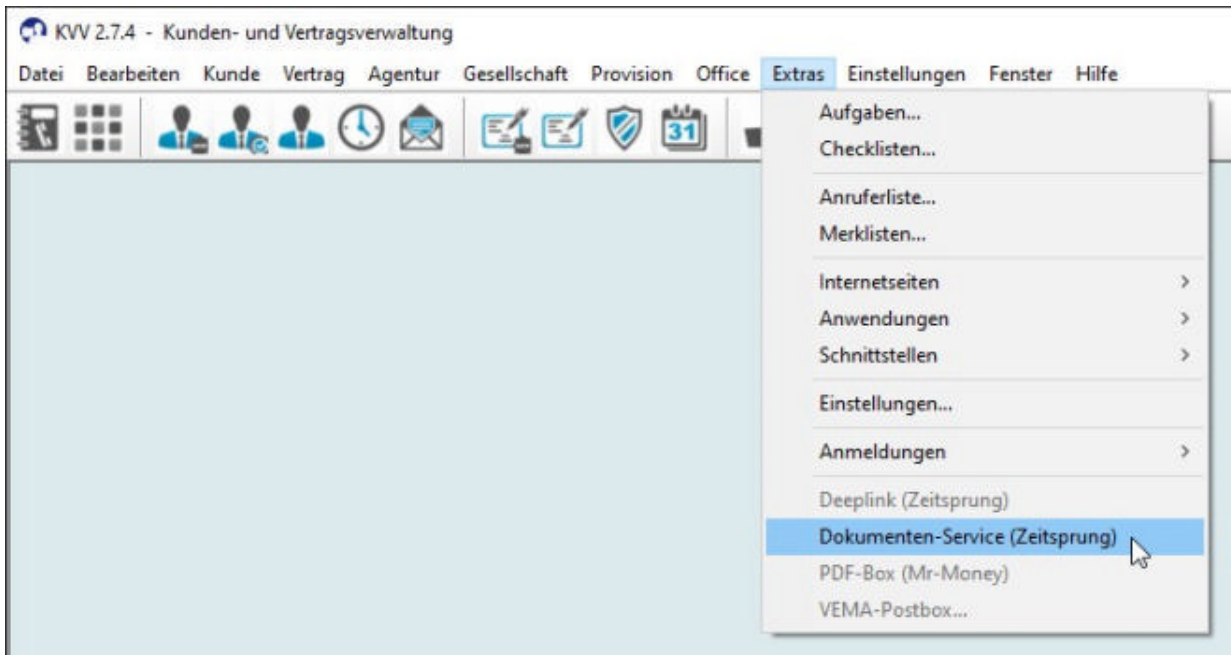 KVV 2.7.4 - Kunden- und Vertragsverwaltung
Datei Bearbeiten Kunde Vertrag Agentur Gesellschaft Provision Office Extras Einstellungen Fenster Hilfe
31
Aufgaben...
Checklisten...
Anruferliste...
Merklisten...
Internetseiten
Anwendungen
Schnittstellen
Einstellungen...
Anmeldungen
Deeplink (Zeitsprung)
Dokumenten-Service (Zeitsprung)
PDF-Box (Mr-Money)
VEMA-Postbox...